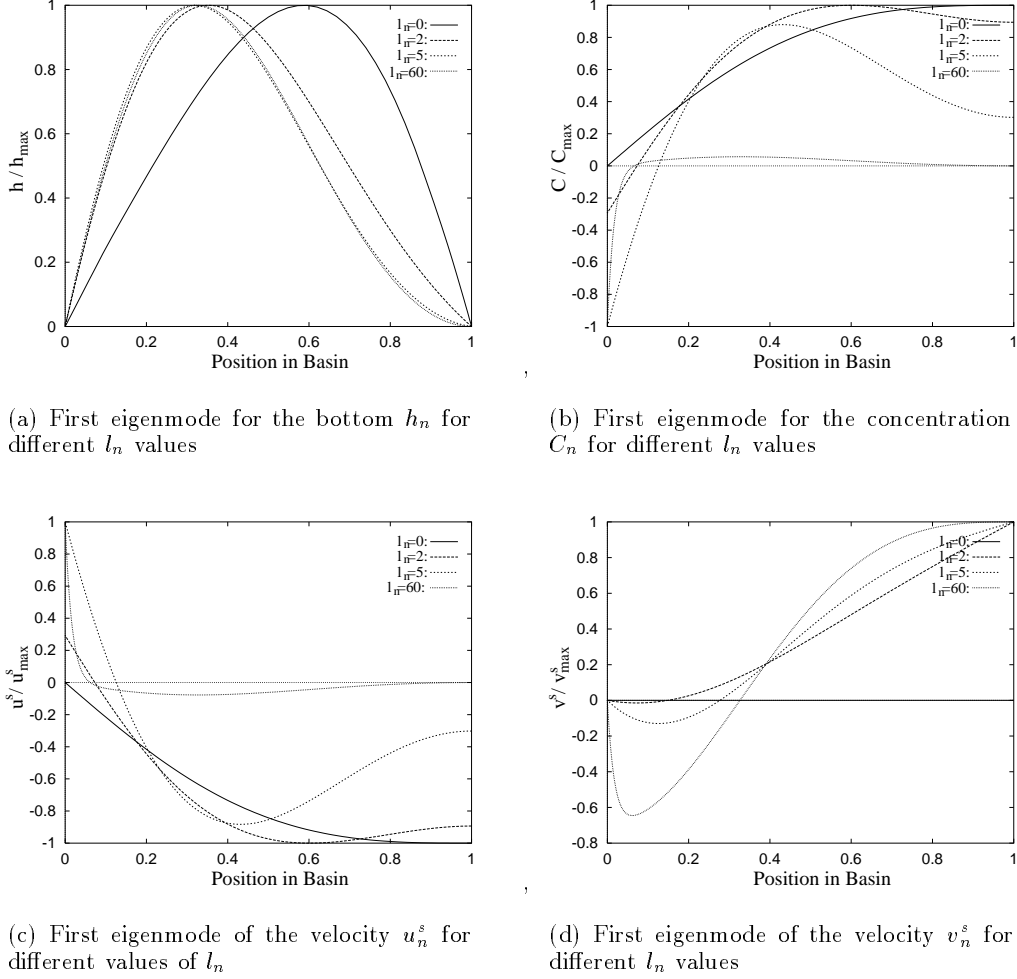 1
0.8
0.6
0.4
0.2
0
h / h_max
0 0.2 0.4 0.6 0.8 1
Position in Basin
l_n=0:
l_n=2:
l_n=5:
l_n=60:
,
(a) First eigenmode for the bottom h_n for
different l_n values
1
0.8
0.6
0.4
0.2
0
-0.2
-0.4
-0.6
-0.8
-1
C / C_max
0 0.2 0.4 0.6 0.8 1
Position in Basin
l_n=0:
l_n=2:
l_n=5:
l_n=60:
(b) First eigenmode for the concentration
C_n for different l_n values
1
0.8
0.6
0.4
0.2
0
-0.2
-0.4
-0.6
-0.8
-1
u^s / u^s_max
0 0.2 0.4 0.6 0.8 1
Position in Basin
l_n=0:
l_n=2:
l_n=5:
l_n=60:
,
(c) First eigenmode of the velocity u^s_n for
different values of l_n
1
0.8
0.6
0.4
0.2
0
-0.2
-0.4
-0.6
-0.8
v^s / v^s_max
0 0.2 0.4 0.6 0.8 1
Position in Basin
l_n=0:
l_n=2:
l_n=5:
l_n=60:
(d) First eigenmode of the velocity v^s_n for
different l_n values